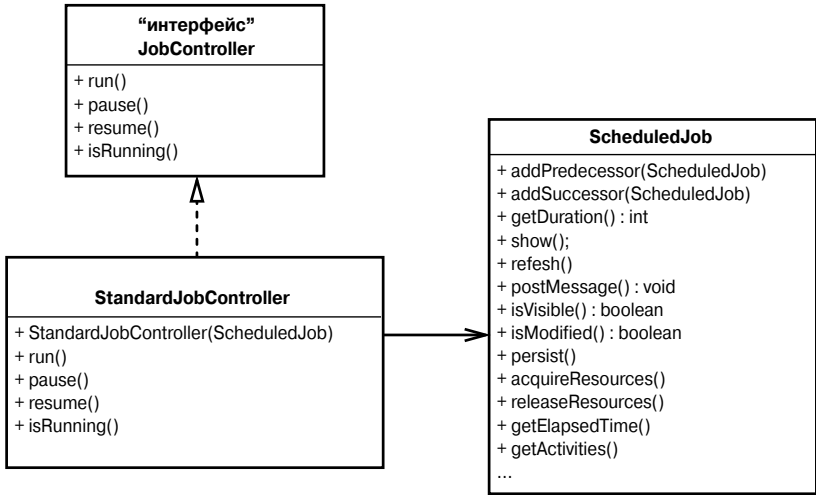 “интерфейс”
JobController
+ run()
+ pause()
+ resume()
+ isRunning()
StandardJobController
+ StandardJobController(ScheduledJob)
+ run()
+ pause()
+ resume()
+ isRunning()
ScheduledJob
+ addPredecessor(ScheduledJob)
+ addSuccessor(ScheduledJob)
+ getDuration() : int
+ show();
+ refesh()
+ postMessage() : void
+ isVisible() : boolean
+ isModified() : boolean
+ persist()
+ acquireResources()
+ releaseResources()
+ getElapsedTime()
+ getActivities()
...